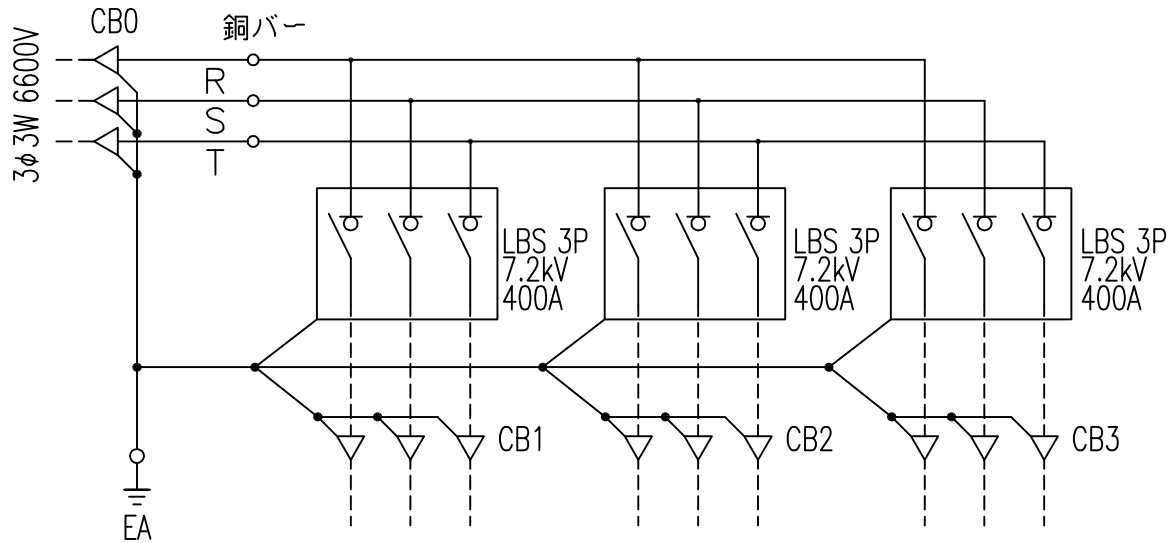 CB0
銅バー
3φ3W 6600V
R
S
T
LBS 3P
7.2kV
400A
LBS 3P
7.2kV
400A
LBS 3P
7.2kV
400A
CB1
CB2
CB3
EA